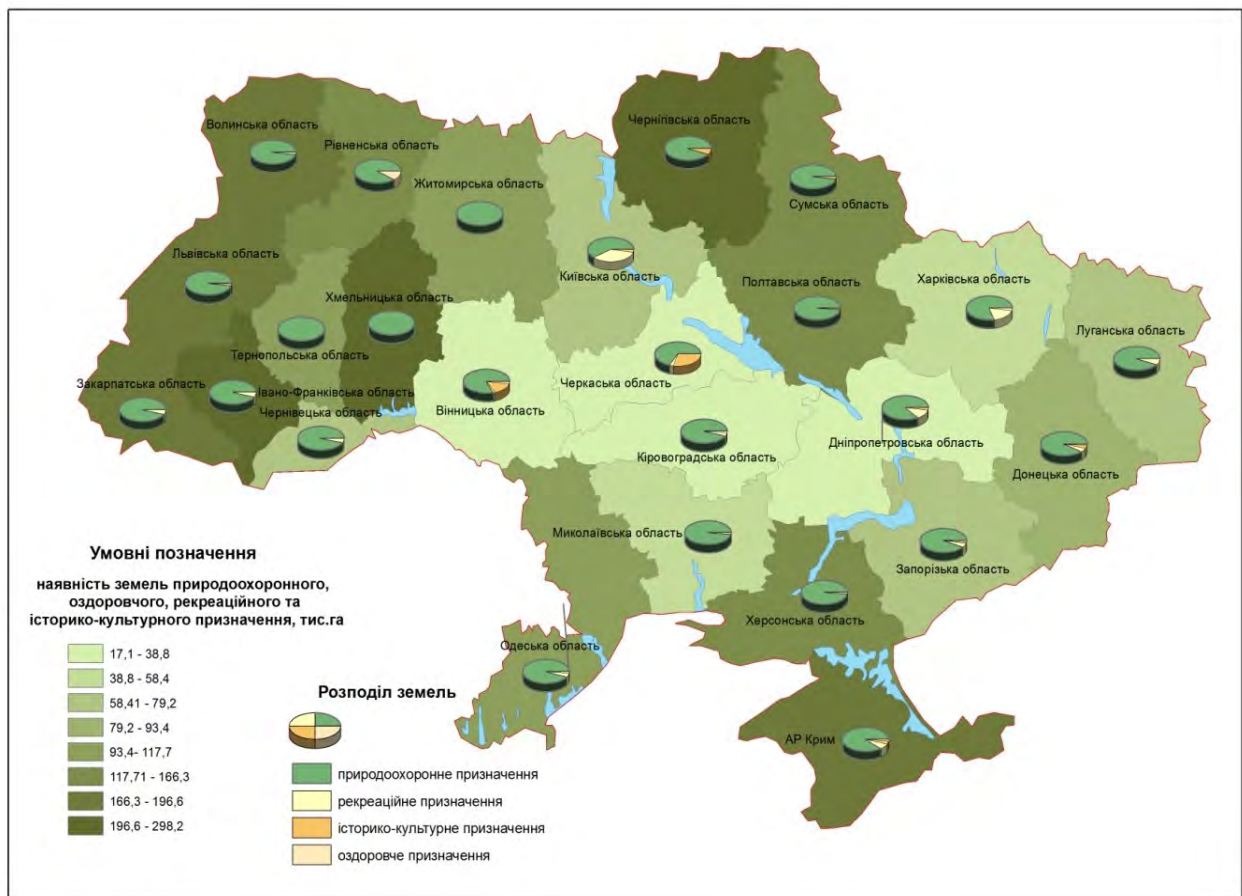 Волинська область
Рівненська область
Житомирська область
Чернігівська область
Сумська область
Київська область
Львівська область
Хмельницька область
Тернопольська область
Полтавська область
Харківська область
Луганська область
Закарпатська область
Івано-Франківська область
Чернівецька область
Вінницька область
Черкаська область
Кіровоградська область
Дніпропетровська область
Донецька область
Миколаївська область
Запорізька область
Херсонська область
Одеська область
АР Крим
Умовні позначення
наявність земель природоохоронного,
оздоровчого, рекреаційного та
історико-культурного призначення, тис.га
17,1 - 38,8
38,8 - 58,4
58,41 - 79,2
79,2 - 93,4
93,4- 117,7
117,71 - 166,3
166,3 - 196,6
196,6 - 298,2
Розподіл земель
природоохоронне призначення
рекреаційне призначення
історико-культурне призначення
оздоровче призначення